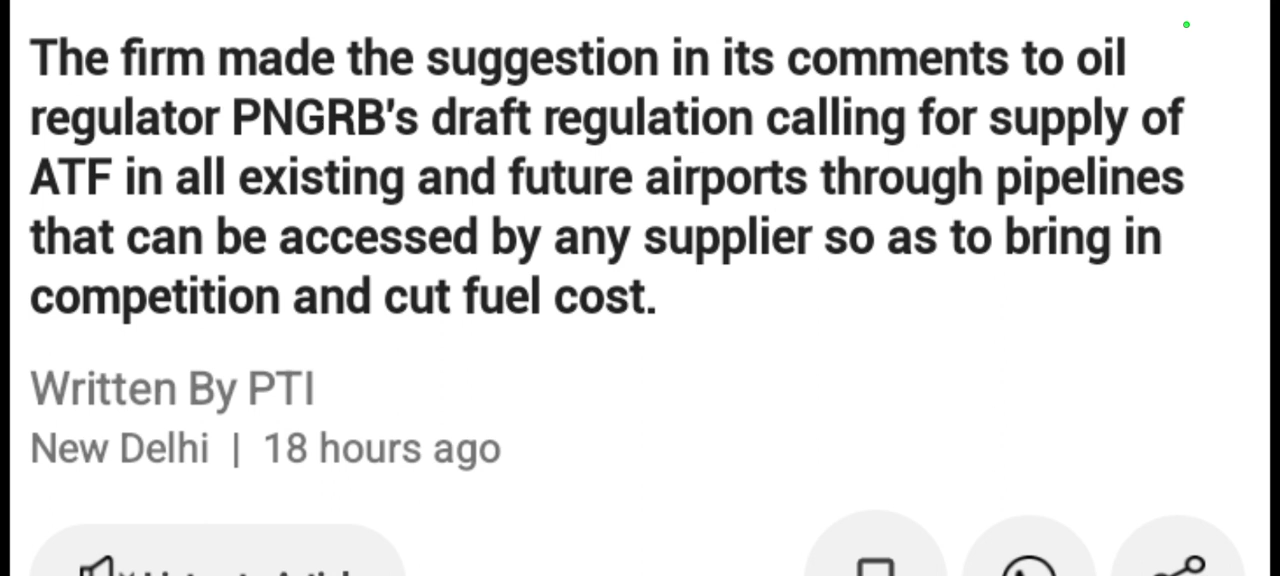 The firm made the suggestion in its comments to oil
regulator PNGRB's draft regulation calling for supply of
ATF in all existing and future airports through pipelines
that can be accessed by any supplier so as to bring in
competition and cut fuel cost.
Written By PTI
New Delhi | 18 hours ago